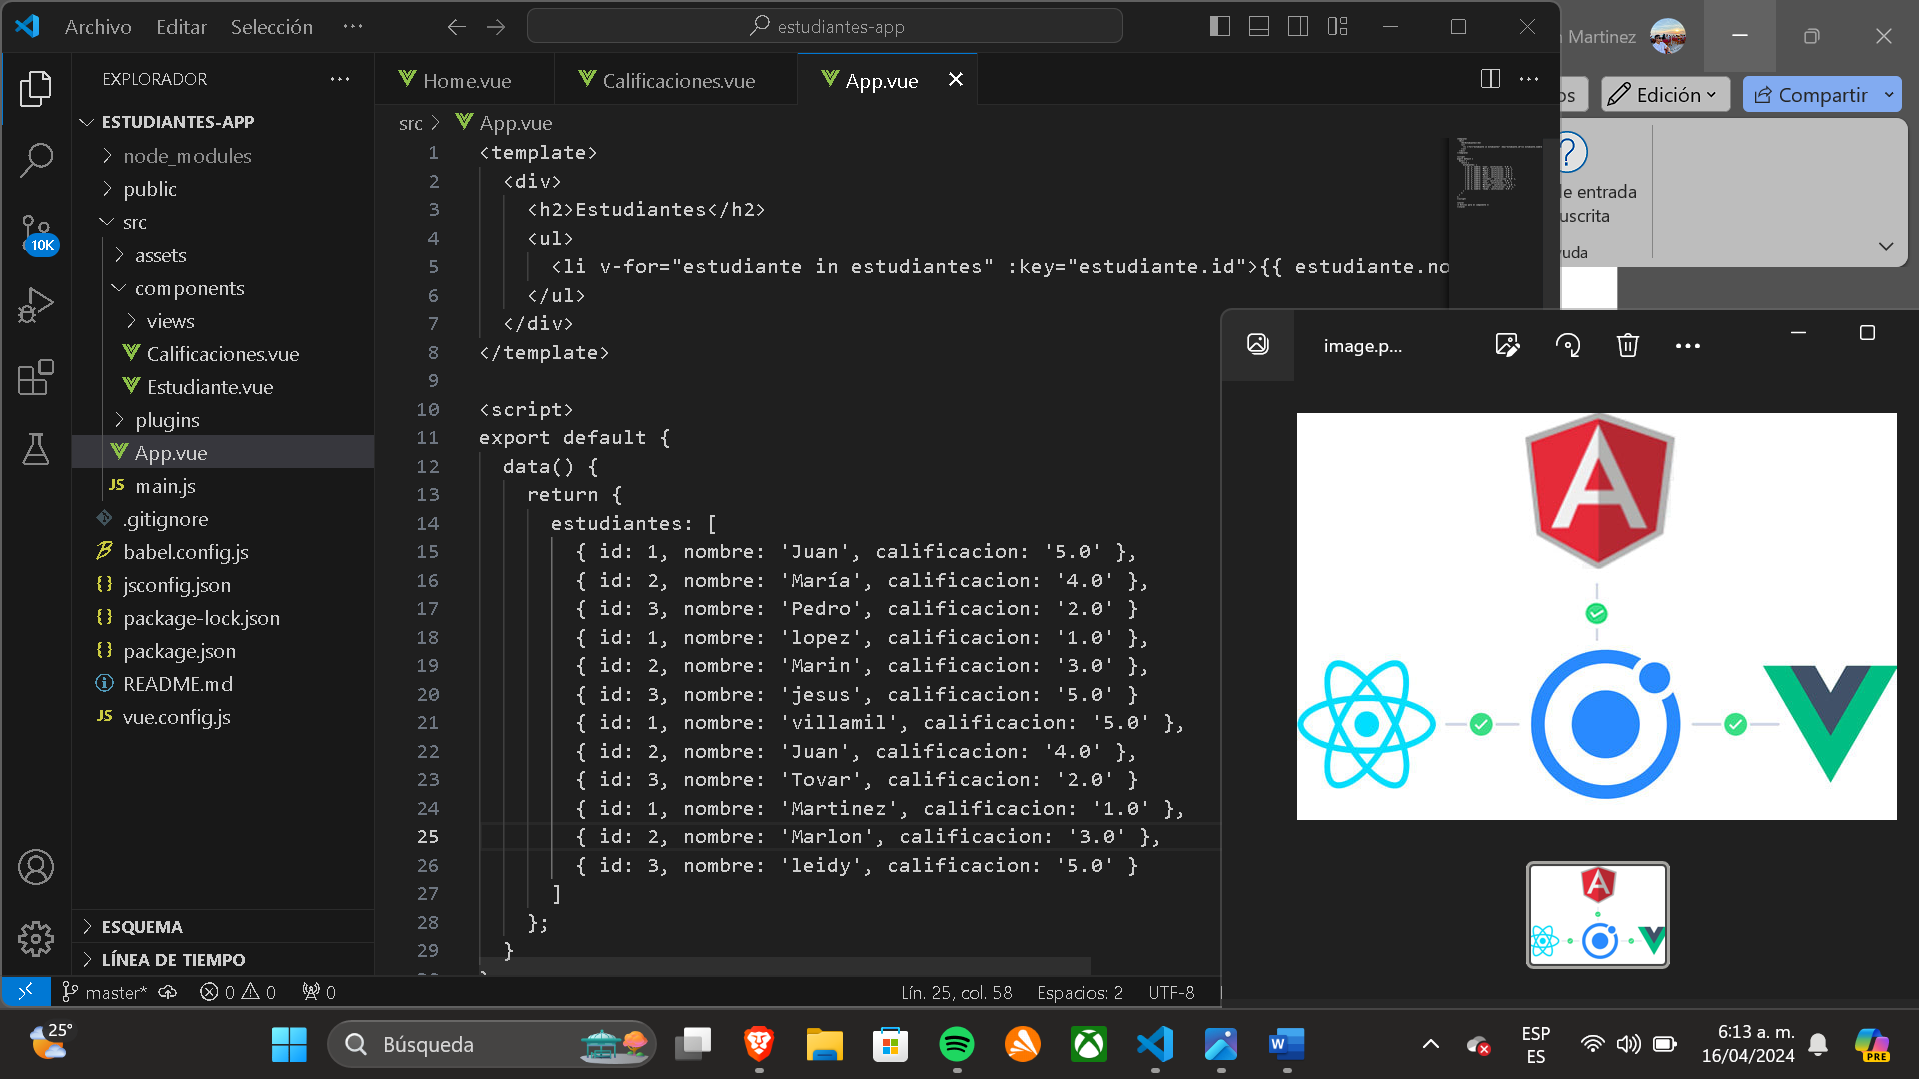 Archivo Editar Selección ··· estudiantes-app
Martinez
Edición Compartir
EXPLORADOR
Home.vue Calificaciones.vue App.vue
ESTUDIANTES-APP
node_modules
public
src
assets
components
views
Calificaciones.vue
Estudiante.vue
plugins
App.vue
main.js
.gitignore
babel.config.js
jsconfig.json
package-lock.json
package.json
README.md
vue.config.js
ESQUEMA
LÍNEA DE TIEMPO
src > App.vue
1 <template>
2 <div>
3 <h2>Estudiantes</h2>
4 <ul>
5 <li v-for="estudiante in estudiantes" :key="estudiante.id">{{ estudiante.no
6 </ul>
7 </div>
8 </template>
9
10 <script>
11 export default {
12 data() {
13 return {
14 estudiantes: [
15 { id: 1, nombre: 'Juan', calificacion: '5.0' },
16 { id: 2, nombre: 'María', calificacion: '4.0' },
17 { id: 3, nombre: 'Pedro', calificacion: '2.0' }
18 { id: 1, nombre: 'lopez', calificacion: '1.0' },
19 { id: 2, nombre: 'Marin', calificacion: '3.0' },
20 { id: 3, nombre: 'jesus', calificacion: '5.0' }
21 { id: 1, nombre: 'villamil', calificacion: '5.0' },
22 { id: 2, nombre: 'Juan', calificacion: '4.0' },
23 { id: 3, nombre: 'Tovar', calificacion: '2.0' }
24 { id: 1, nombre: 'Martinez', calificacion: '1.0' },
25 { id: 2, nombre: 'Marlon', calificacion: '3.0' },
26 { id: 3, nombre: 'leidy', calificacion: '5.0' }
27 ]
28 };
29 }
entrada
image.p...
10K
master* 0 0 0
Lín. 25, col. 58 Espacios: 2 UTF-8
25°
Búsqueda
ESP
ES
6:13 a. m.
16/04/2024
PRE